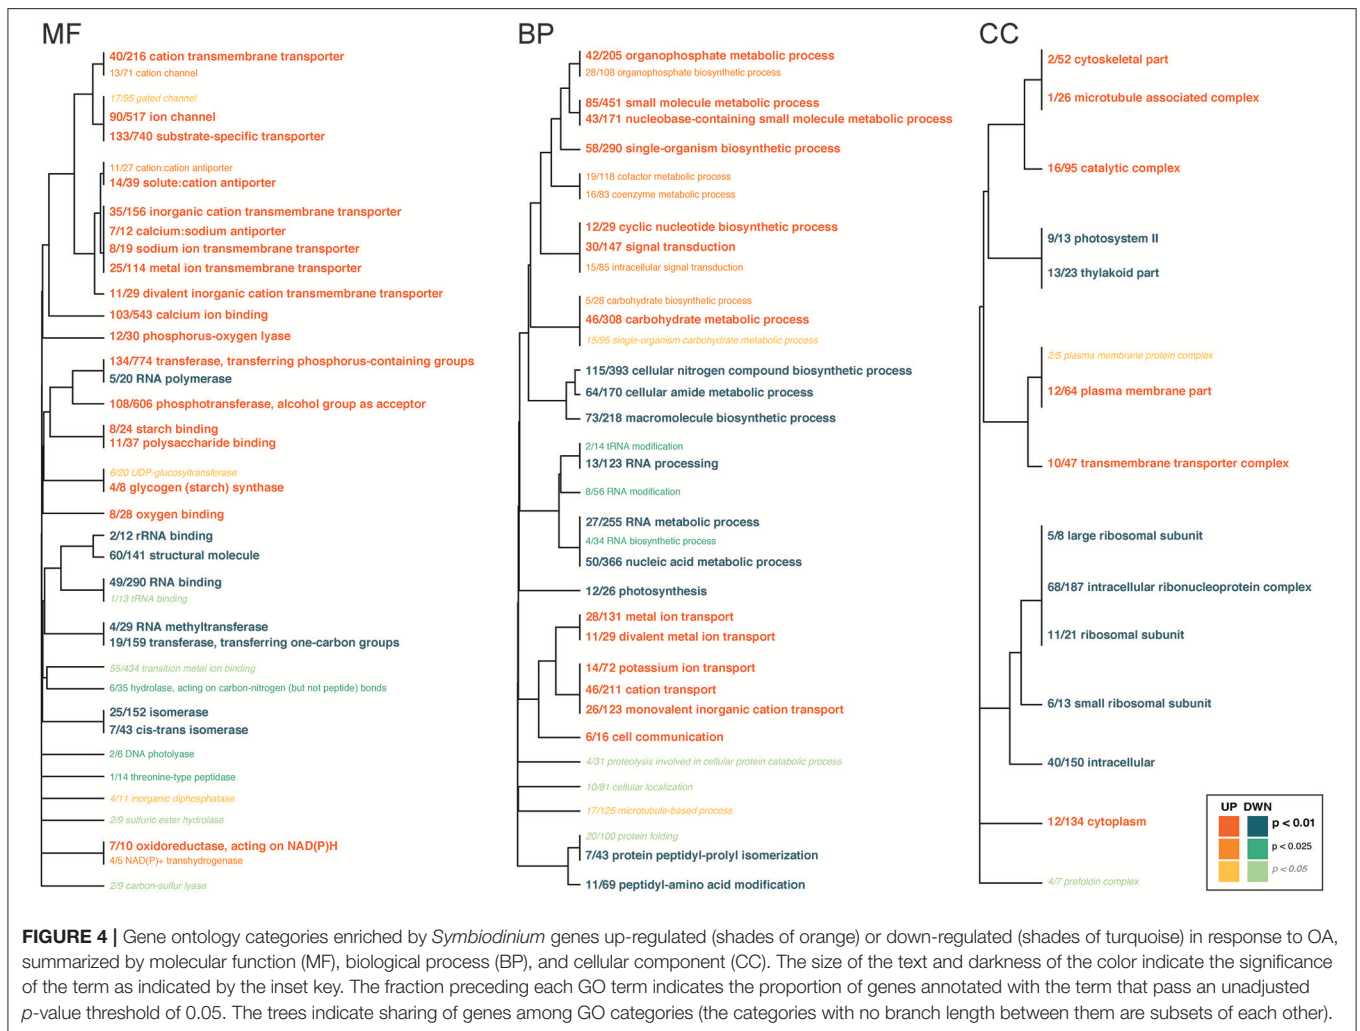 MF
40/216 cation transmembrane transporter
13/71 cation channel
17/95 gated channel
90/517 ion channel
133/740 substrate-specific transporter
11/27 cation:cation antiporter
14/39 solute:cation antiporter
35/156 inorganic cation transmembrane transporter
7/12 calcium:sodium antiporter
8/19 sodium ion transmembrane transporter
25/114 metal ion transmembrane transporter
11/29 divalent inorganic cation transmembrane transporter
103/543 calcium ion binding
12/30 phosphorus-oxygen lyase
134/774 transferase, transferring phosphorus-containing groups
5/20 RNA polymerase
108/606 phosphotransferase, alcohol group as acceptor
8/24 starch binding
11/37 polysaccharide binding
6/20 UDP-glucosyltransferase
4/8 glycogen (starch) synthase
8/28 oxygen binding
2/12 rRNA binding
60/141 structural molecule
49/290 RNA binding
1/13 tRNA binding
4/29 RNA methyltransferase
19/159 transferase, transferring one-carbon groups
55/434 transition metal ion binding
6/35 hydrolase, acting on carbon-nitrogen (but not peptide) bonds
25/152 isomerase
7/43 cis-trans isomerase
2/6 DNA photolyase
1/14 threonine-type peptidase
4/11 inorganic diphosphatase
2/9 sulfuric ester hydrolase
7/10 oxidoreductase, acting on NAD(P)H
4/5 NAD(P)+ transhydrogenase
2/9 carbon-sulfur lyase
BP
42/205 organophosphate metabolic process
28/108 organophosphate biosynthetic process
85/451 small molecule metabolic process
43/171 nucleobase-containing small molecule metabolic process
58/290 single-organism biosynthetic process
19/118 cofactor metabolic process
16/83 coenzyme metabolic process
12/29 cyclic nucleotide biosynthetic process
30/147 signal transduction
15/85 intracellular signal transduction
5/28 carbohydrate biosynthetic process
46/308 carbohydrate metabolic process
15/95 single-organism carbohydrate metabolic process
115/393 cellular nitrogen compound biosynthetic process
64/170 cellular amide metabolic process
73/218 macromolecule biosynthetic process
2/14 tRNA modification
13/123 RNA processing
8/56 RNA modification
27/255 RNA metabolic process
4/34 RNA biosynthetic process
50/366 nucleic acid metabolic process
12/26 photosynthesis
28/131 metal ion transport
11/29 divalent metal ion transport
14/72 potassium ion transport
46/211 cation transport
26/123 monovalent inorganic cation transport
6/16 cell communication
4/31 proteolysis involved in cellular protein catabolic process
10/81 cellular localization
17/125 microtubule-based process
20/100 protein folding
7/43 protein peptidyl-prolyl isomerization
11/69 peptidyl-amino acid modification
CC
2/52 cytoskeletal part
1/26 microtubule associated complex
16/95 catalytic complex
9/13 photosystem II
13/23 thylakoid part
2/5 plasma membrane protein complex
12/64 plasma membrane part
10/47 transmembrane transporter complex
5/8 large ribosomal subunit
68/187 intracellular ribonucleoprotein complex
11/21 ribosomal subunit
6/13 small ribosomal subunit
40/150 intracellular
12/134 cytoplasm
4/7 prefoldin complex
UP DWN
p < 0.01
p < 0.025
p < 0.05
FIGURE 4 | Gene ontology categories enriched by Symbiodinium genes up-regulated (shades of orange) or down-regulated (shades of turquoise) in response to OA,
summarized by molecular function (MF), biological process (BP), and cellular component (CC). The size of the text and darkness of the color indicate the significance
of the term as indicated by the inset key. The fraction preceding each GO term indicates the proportion of genes annotated with the term that pass an unadjusted
p-value threshold of 0.05. The trees indicate sharing of genes among GO categories (the categories with no branch length between them are subsets of each other).